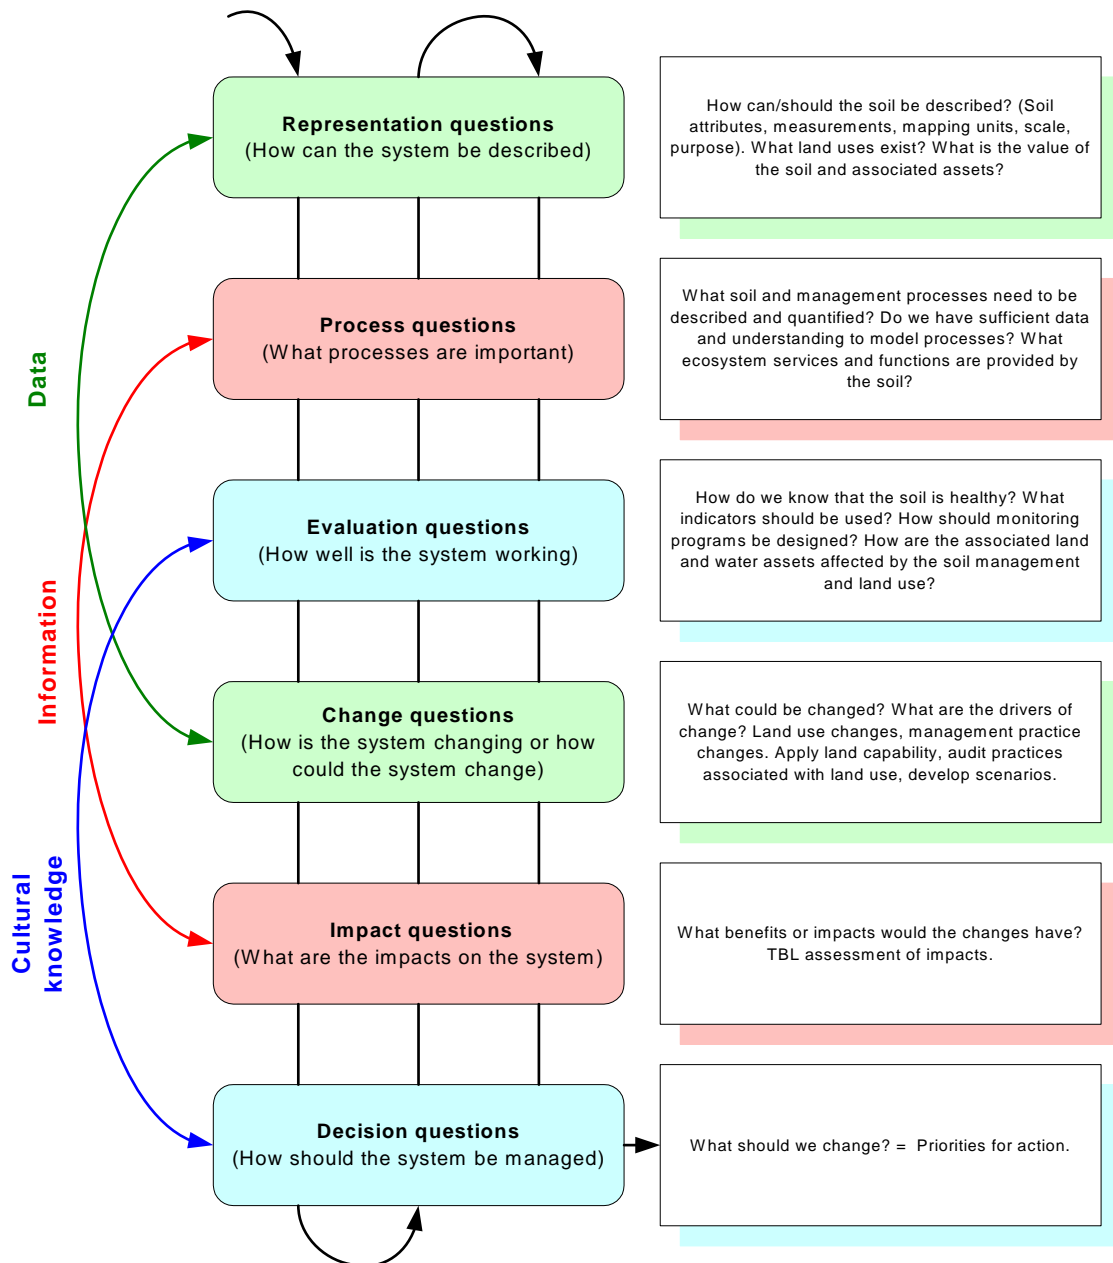 Representation questions
(How can the system be described)
How can/should the soil be described? (Soil
attributes, measurements, mapping units, scale,
purpose). What land uses exist? What is the value of
the soil and associated assets?
Process questions
(What processes are important)
What soil and management processes need to be
described and quantified? Do we have sufficient data
and understanding to model processes? What
ecosystem services and functions are provided by
the soil?
Data
Evaluation questions
(How well is the system working)
How do we know that the soil is healthy? What
indicators should be used? How should monitoring
programs be designed? How are the associated land
and water assets affected by the soil management
and land use?
Information
Change questions
(How is the system changing or how
could the system change)
What could be changed? What are the drivers of
change? Land use changes, management practice
changes. Apply land capability, audit practices
associated with land use, develop scenarios.
Cultural
knowledge
Impact questions
(What are the impacts on the system)
What benefits or impacts would the changes have?
TBL assessment of impacts.
Decision questions
(How should the system be managed)
What should we change? = Priorities for action.